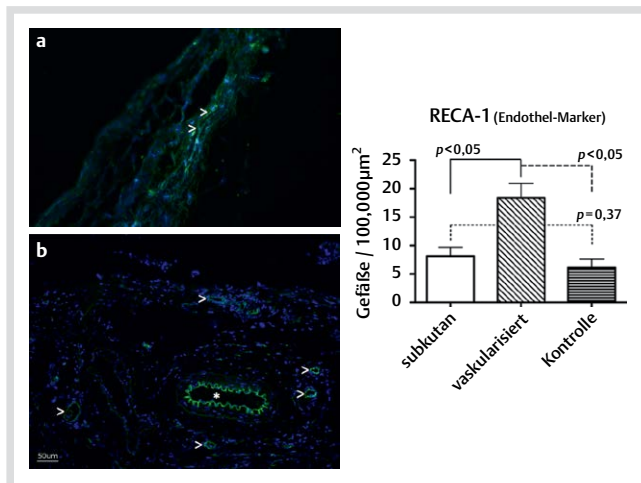 a
>
>
b
>
>
>
>
*
>
50µm
RECA-1 (Endothel-Marker)
p<0,05
p<0,05
p=0,37
Gefäße / 100,000µm²
25
20
15
10
5
0
subkutan
vaskularisiert
Kontrolle